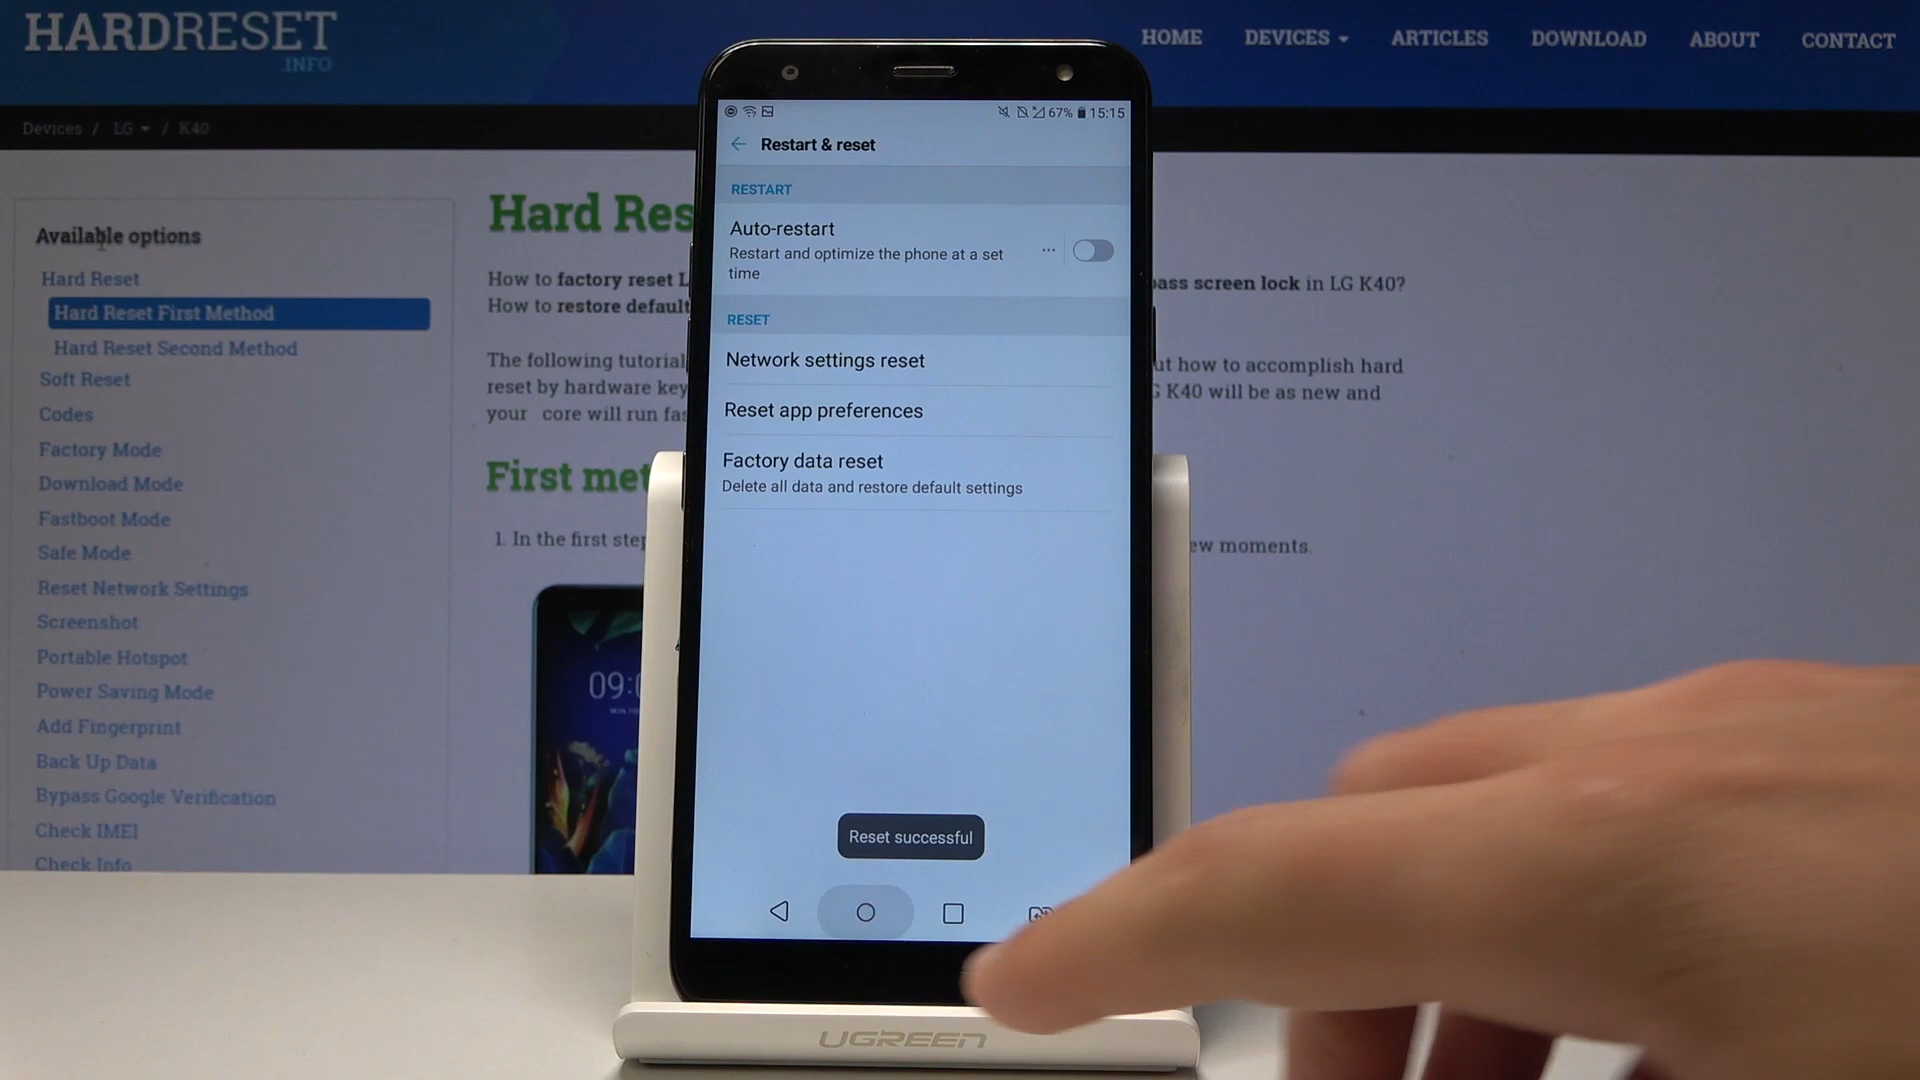 HARDRESET
.INFO
HOME DEVICES ARTICLES DOWNLOAD ABOUT CONTACT
Devices / LG / K40
Available options
Hard Reset
Hard Reset First Method
Hard Reset Second Method
Soft Reset
Codes
Factory Mode
Download Mode
Fastboot Mode
Safe Mode
Reset Network Settings
Screenshot
Portable Hotspot
Power Saving Mode
Add Fingerprint
Back Up Data
Bypass Google Verification
Check IMEI
Check Info
Hard Res
How to factory reset L ass screen lock in LG K40?
How to restore default
The following tutorial ut how to accomplish hard
reset by hardware key G K40 will be as new and
your core will run fas
First met
1. In the first step ew moments.
09:0
67% 15:15
Restart & reset
RESTART
Auto-restart
Restart and optimize the phone at a set
time
RESET
Network settings reset
Reset app preferences
Factory data reset
Delete all data and restore default settings
Reset successful
UGREEN